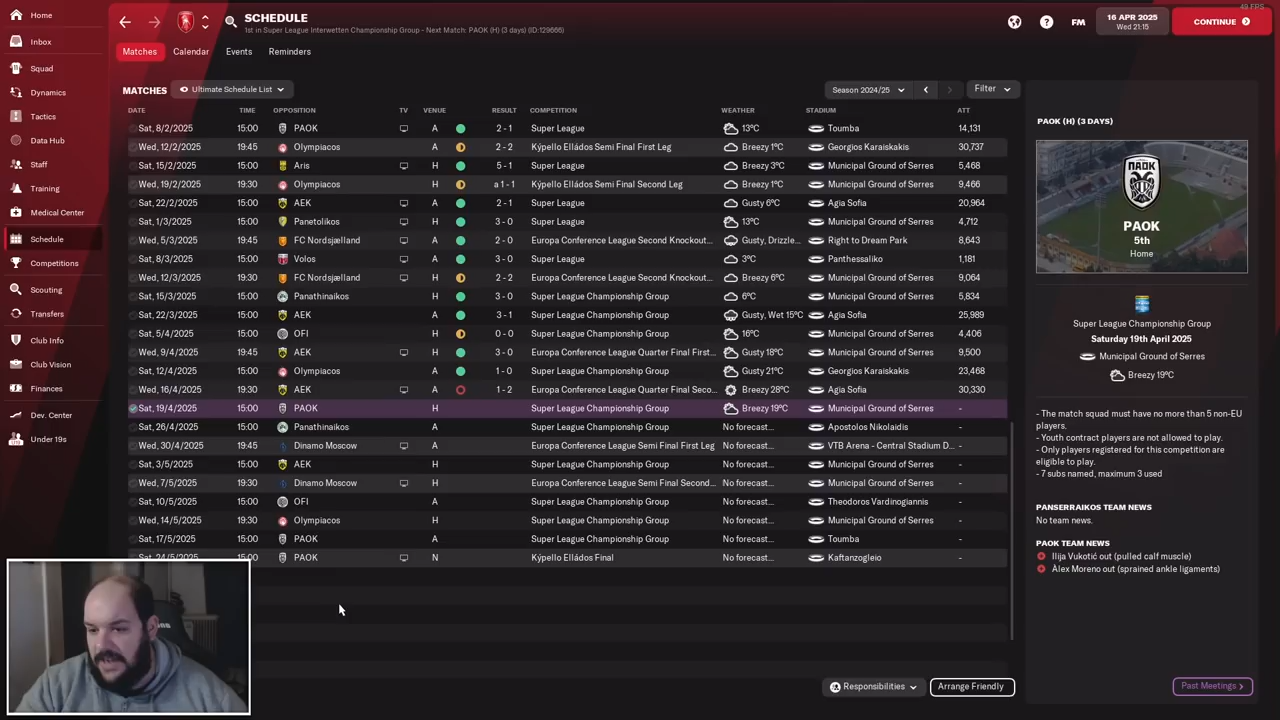 49 FPS
Home
SCHEDULE
1st in Super League Interwetten Championship Group - Next Match: PAOK (H) (3 days) (ID:129666)
FM
16 APR 2025
Wed 21:15
CONTINUE
Inbox
Squad
Dynamics
Tactics
Data Hub
Staff
Training
Medical Center
Schedule
Competitions
Scouting
Transfers
Club Info
Club Vision
Finances
Dev. Center
Under 19s
Matches Calendar Events Reminders
MATCHES Ultimate Schedule List Season 2024/25 Filter
DATE TIME OPPOSITION TV VENUE RESULT COMPETITION WEATHER STADIUM ATT
Sat, 8/2/2025 15:00 PAOK A 2 - 1 Super League 13ºC Toumba 14,131
Wed, 12/2/2025 19:45 Olympiacos A 2 - 2 Kýpello Elládos Semi Final First Leg Breezy 1ºC Georgios Karaiskakis 30,737
Sat, 15/2/2025 15:00 Aris H 5 - 1 Super League Breezy 3ºC Municipal Ground of Serres 5,468
Wed, 19/2/2025 19:30 Olympiacos H a 1 - 1 Kýpello Elládos Semi Final Second Leg Breezy 1ºC Municipal Ground of Serres 9,466
Sat, 22/2/2025 15:00 AEK A 2 - 1 Super League Gusty 6ºC Agia Sofia 20,964
Sat, 1/3/2025 15:00 Panetolikos H 3 - 0 Super League 13ºC Municipal Ground of Serres 4,712
Wed, 5/3/2025 19:45 FC Nordsjælland A 2 - 0 Europa Conference League Second Knockout... Gusty, Drizzle... Right to Dream Park 8,643
Sat, 8/3/2025 15:00 Volos A 3 - 0 Super League 3ºC Panthessaliko 1,181
Wed, 12/3/2025 19:30 FC Nordsjælland H 2 - 2 Europa Conference League Second Knockout... Breezy 6ºC Municipal Ground of Serres 9,064
Sat, 15/3/2025 15:00 Panathinaikos H 3 - 0 Super League Championship Group 6ºC Municipal Ground of Serres 5,834
Sat, 22/3/2025 15:00 AEK A 3 - 1 Super League Championship Group Gusty, Wet 15ºC Agia Sofia 25,989
Sat, 5/4/2025 15:00 OFI H 0 - 0 Super League Championship Group 16ºC Municipal Ground of Serres 4,406
Wed, 9/4/2025 19:45 AEK H 3 - 0 Europa Conference League Quarter Final First... Gusty 18ºC Municipal Ground of Serres 9,500
Sat, 12/4/2025 15:00 Olympiacos A 1 - 0 Super League Championship Group Gusty 21ºC Georgios Karaiskakis 23,468
Wed, 16/4/2025 19:30 AEK A 1 - 2 Europa Conference League Quarter Final Seco... Breezy 28ºC Agia Sofia 30,330
Sat, 19/4/2025 15:00 PAOK H Super League Championship Group Breezy 19ºC Municipal Ground of Serres -
Sat, 26/4/2025 15:00 Panathinaikos A Super League Championship Group No forecast... Apostolos Nikolaidis -
Wed, 30/4/2025 19:45 Dinamo Moscow A Europa Conference League Semi Final First Leg No forecast... VTB Arena - Central Stadium D... -
Sat, 3/5/2025 15:00 AEK H Super League Championship Group No forecast... Municipal Ground of Serres -
Wed, 7/5/2025 19:30 Dinamo Moscow H Europa Conference League Semi Final Second... No forecast... Municipal Ground of Serres -
Sat, 10/5/2025 15:00 OFI A Super League Championship Group No forecast... Theodoros Vardinogiannis -
Wed, 14/5/2025 19:30 Olympiacos H Super League Championship Group No forecast... Municipal Ground of Serres -
Sat, 17/5/2025 15:00 PAOK A Super League Championship Group No forecast... Toumba -
Sat, 24/5/2025 15:00 PAOK N Kýpello Elládos Final No forecast... Kaftanzogleio -
Responsibilities
Arrange Friendly
PAOK (H) (3 DAYS)
ΠΑΟΚ
PAOK
5th
Home
Super League Championship Group
Saturday 19th April 2025
Municipal Ground of Serres
Breezy 19ºC
- The match squad must have no more than 5 non-EU
players.
- Youth contract players are not allowed to play.
- Only players registered for this competition are
eligible to play.
- 7 subs named, maximum 3 used
PANSERRAIKOS TEAM NEWS
No team news.
PAOK TEAM NEWS
Ilija Vukotić out (pulled calf muscle)
Àlex Moreno out (sprained ankle ligaments)
Past Meetings